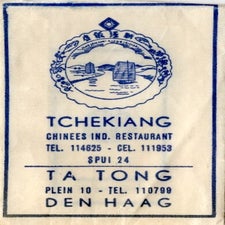 TCHEKIANG
CHINEES IND. RESTAURANT
TEL. 114625 - CEL. 111953
SPUI 24
TA TONG
PLEIN 10 - TEL. 110799
DEN HAAG